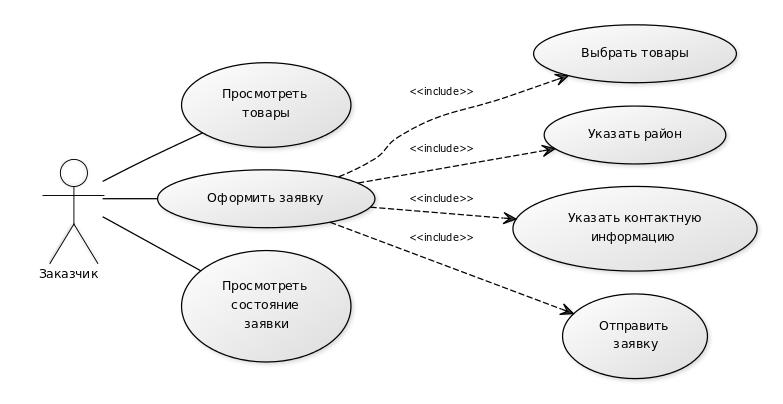 Заказчик
Просмотреть
товары
Оформить заявку
Просмотреть
состояние
заявки
<<include>>
<<include>>
<<include>>
<<include>>
Выбрать товары
Указать район
Указать контактную
информацию
Отправить
заявку